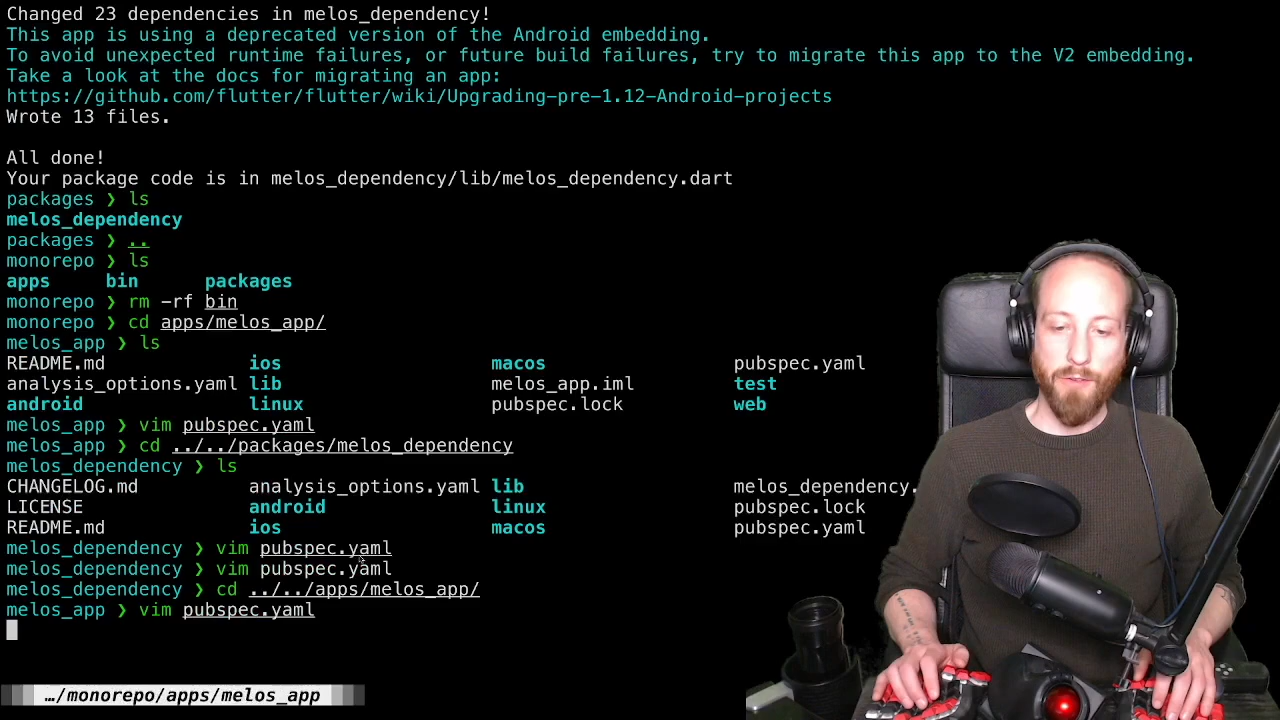 Changed 23 dependencies in melos_dependency!
This app is using a deprecated version of the Android embedding.
To avoid unexpected runtime failures, or future build failures, try to migrate this app to the V2 embedding.
Take a look at the docs for migrating an app:
https://github.com/flutter/flutter/wiki/Upgrading-pre-1.12-Android-projects
Wrote 13 files.
All done!
Your package code is in melos_dependency/lib/melos_dependency.dart
packages ❯ ls
melos_dependency
packages ❯ ..
monorepo ❯ ls
apps bin packages
monorepo ❯ rm -rf bin
monorepo ❯ cd apps/melos_app/
melos_app ❯ ls
README.md ios macos pubspec.yaml
analysis_options.yaml lib melos_app.iml test
android linux pubspec.lock web
melos_app ❯ vim pubspec.yaml
melos_app ❯ cd ../../packages/melos_dependency
melos_dependency ❯ ls
CHANGELOG.md analysis_options.yaml lib melos_dependency.
LICENSE android linux pubspec.lock
README.md ios macos pubspec.yaml
melos_dependency ❯ vim pubspec.yaml
melos_dependency ❯ vim pubspec.yaml
melos_dependency ❯ cd ../../apps/melos_app/
melos_app ❯ vim pubspec.yaml
…/monorepo/apps/melos_app